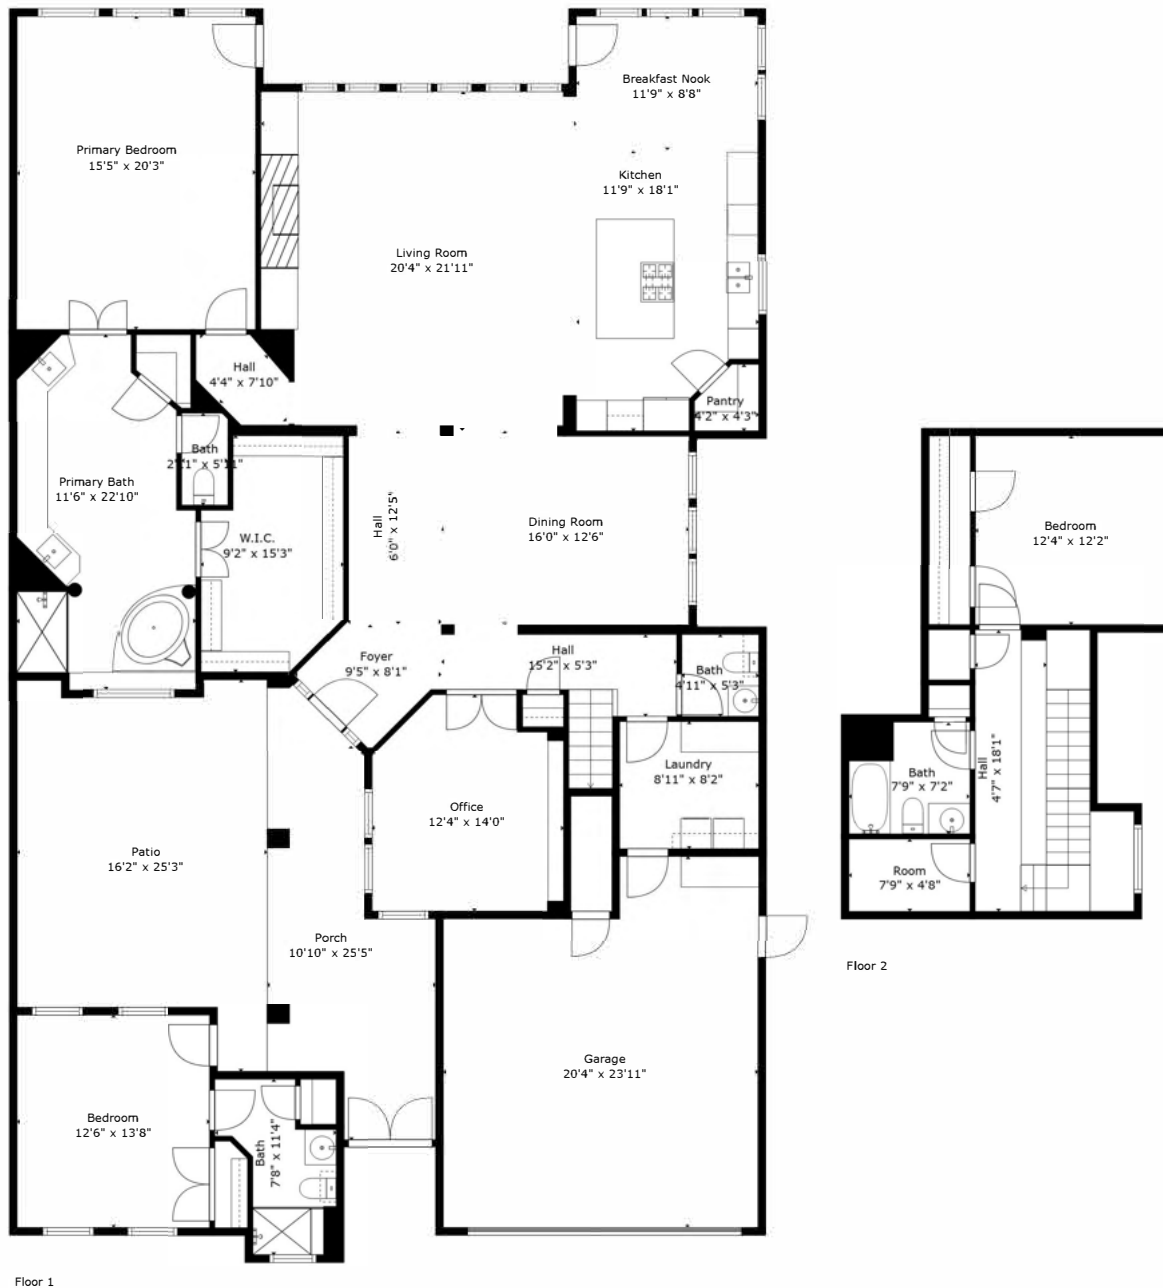 Breakfast Nook
11'9" x 8'8"
Primary Bedroom
15'5" x 20'3"
Kitchen
11'9" x 18'1"
Living Room
20'4" x 21'11"
Hall
4'4" x 7'10"
Pantry
4'2" x 4'3"
Bath
5'11"
Primary Bath
11'6" x 22'10"
W.I.C.
9'2" x 15'3"
Hall
6'0" x 12'5"
Dining Room
16'0" x 12'6"
Foyer
9'5" x 8'1"
Hall
15'2" x 5'3"
Bath
4'11" x 5'3"
Laundry
8'11" x 8'2"
Office
12'4" x 14'0"
Patio
16'2" x 25'3"
Porch
10'10" x 25'5"
Garage
20'4" x 23'11"
Bedroom
12'6" x 13'8"
Bath
7'8" x 11'4"
Floor 1
Bedroom
12'4" x 12'2"
Hall
4'7" x 18'1"
Bath
7'9" x 7'2"
Room
7'9" x 4'8"
Floor 2